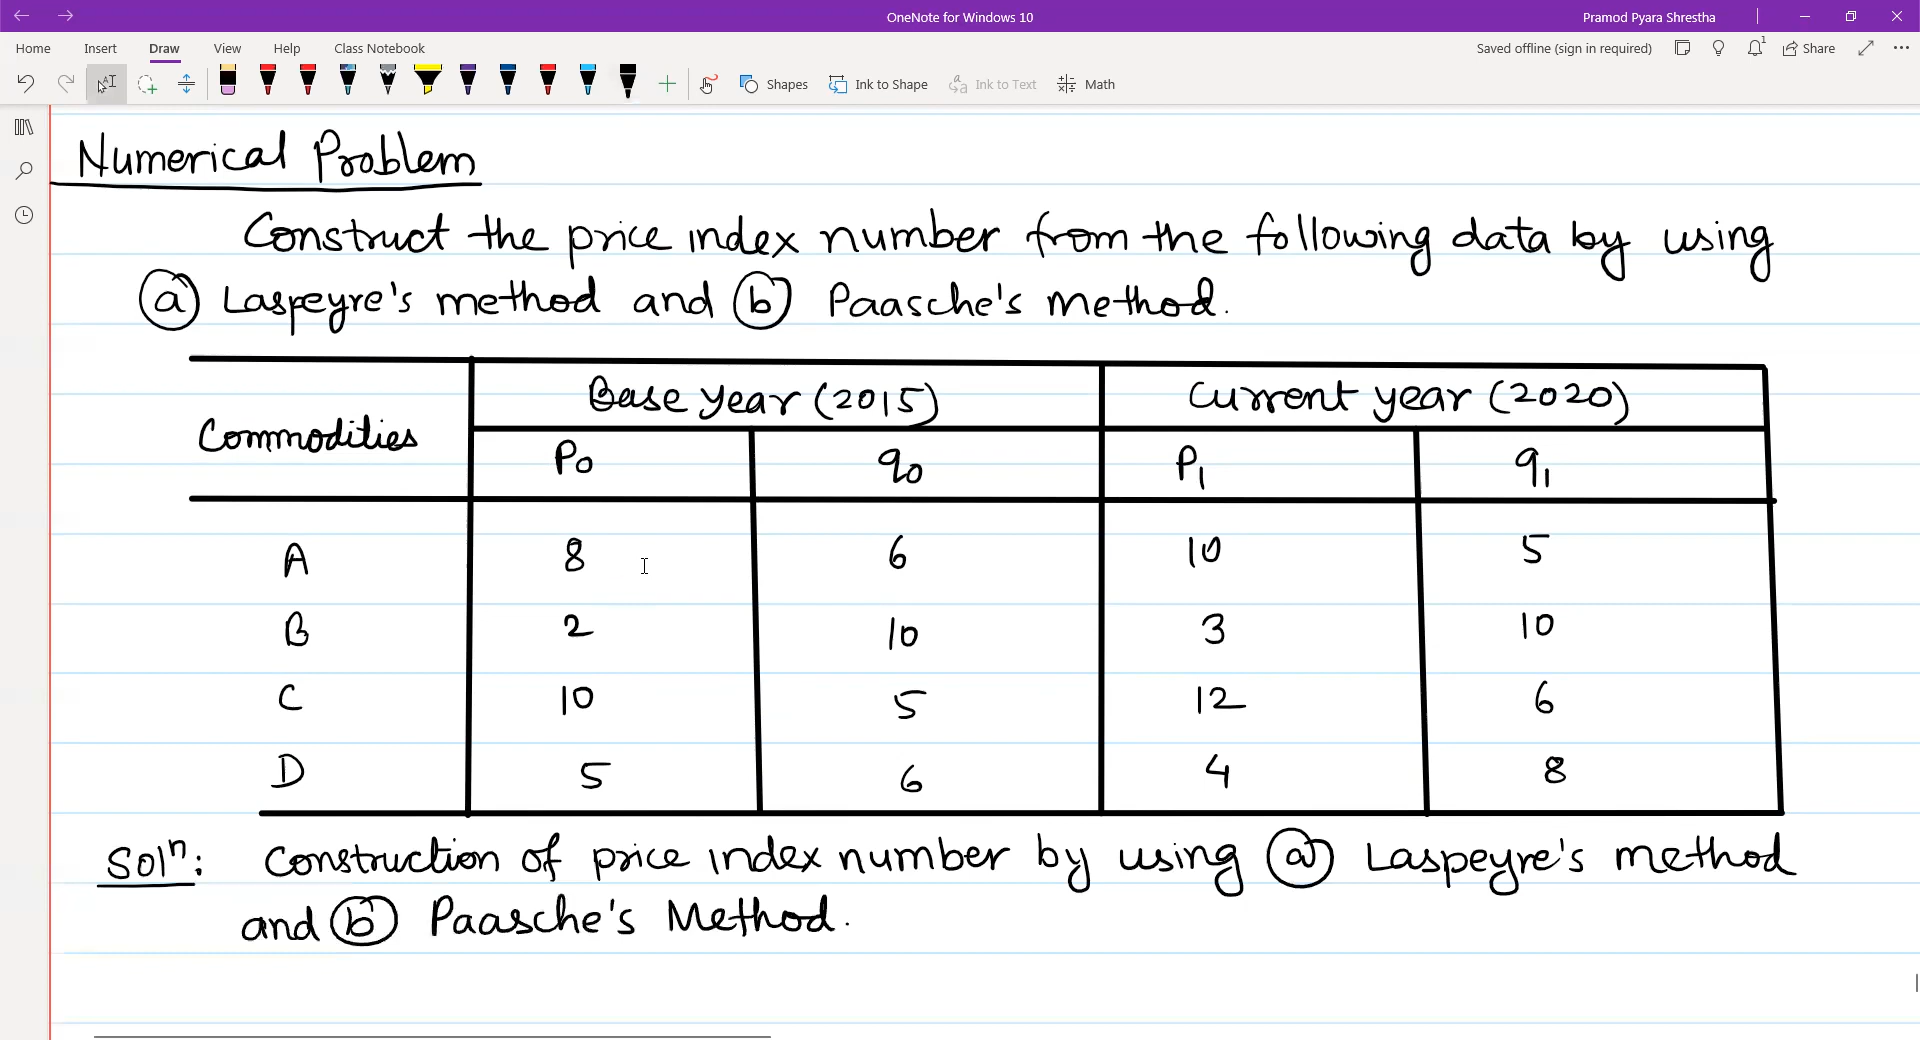 OneNote for Windows 10
Pramod Pyara Shrestha
Home Insert Draw View Help Class Notebook
Saved offline (sign in required) 1 Share
Shapes Ink to Shape Ink to Text Math
Numerical Problem
Construct the price index number from the following data by using
(a) Laspeyre's method and (b) Paasche's Method.
Commodities Base year (2015) Current year (2020)
P₀ q₀ P₁ q₁
A 8 6 10 5
B 2 10 3 10
C 10 5 12 6
D 5 6 4 8
Solⁿ: Construction of price index number by using (a) Laspeyre's method
and (b) Paasche's Method.